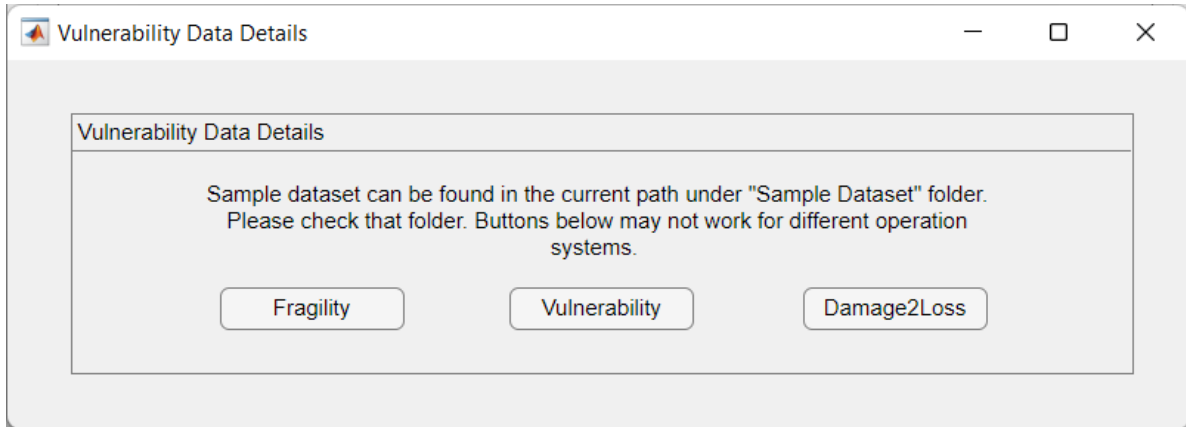 Vulnerability Data Details
Vulnerability Data Details
Sample dataset can be found in the current path under "Sample Dataset" folder.
Please check that folder. Buttons below may not work for different operation
systems.
Fragility
Vulnerability
Damage2Loss